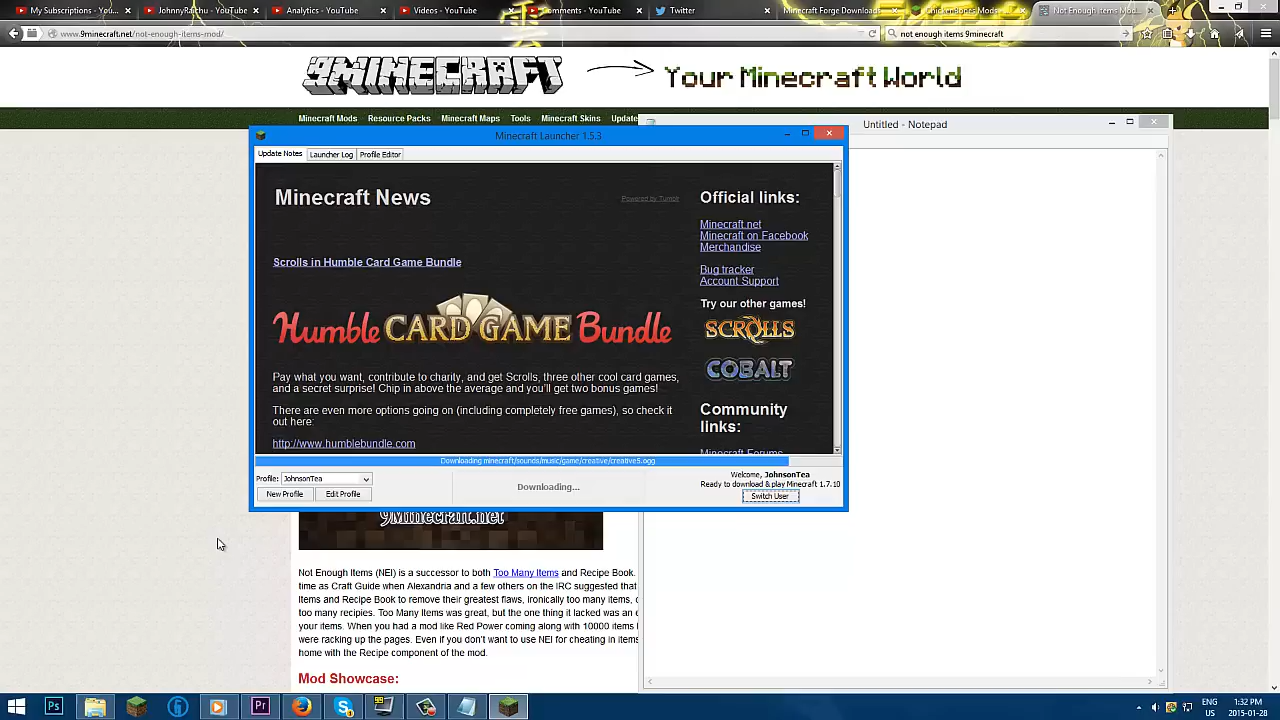 My Subscriptions - YouTu...
JohnyRaichu - YouTube
Analytics - YouTube
Videos - YouTube
Comments - YouTube
Twitter
Minecraft Forge Downloads
ChickenBones Mods
Not Enough Items Mod...
www.9minecraft.net/not-enough-items-mod/
not enough items 9minecraft
9MINECRAFT
Your Minecraft World
Minecraft Mods Resource Packs Minecraft Maps Tools Minecraft Skins Update
Untitled - Notepad
Minecraft Launcher 1.5.3
Update Notes Launcher Log Profile Editor
Minecraft News
Powered by Tumblr
Official links:
Minecraft.net
Minecraft on Facebook
Merchandise
Bug tracker
Account Support
Try our other games!
SCROLLS
COBALT
Community
links:
Minecraft Forums
Scrolls in Humble Card Game Bundle
Humble CARD GAME Bundle
Pay what you want, contribute to charity, and get Scrolls, three other cool card games,
and a secret surprise! Chip in above the average and you'll get two bonus games!
There are even more options going on (including completely free games), so check it
out here:
http://www.humblebundle.com
Downloading minecraft/sounds/music/game/creative/creative5.ogg
Profile: JohnsonTea
New Profile Edit Profile
Downloading...
Welcome, JohnsonTea
Ready to download & play Minecraft 1.7.10
Switch User
9Minecraft.net
Not Enough Items (NEI) is a successor to both Too Many Items and Recipe Book.
time as Craft Guide when Alexandria and a few others on the IRC suggested that
Items and Recipe Book to remove their greatest flaws, ironically too many items,
too many recipies. Too Many Items was great, but the one thing it lacked was an
your items. When you had a mod like Red Power coming along with 10000 items
were racking up the pages. Even if you don't want to use NEI for cheating in items
home with the Recipe component of the mod.
Mod Showcase:
Ps
Pr
ENG
US
1:32 PM
2015-01-28